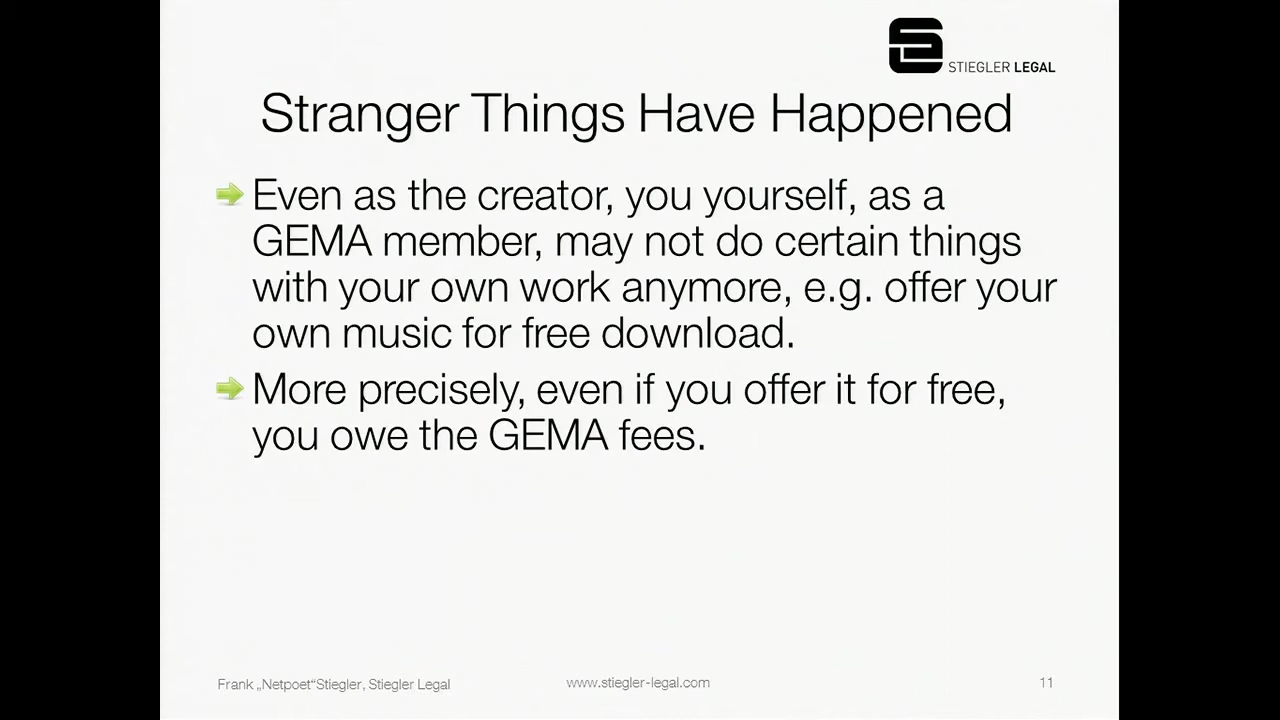 STIEGLER LEGAL
Stranger Things Have Happened
Even as the creator, you yourself, as a
GEMA member, may not do certain things
with your own work anymore, e.g. offer your
own music for free download.
More precisely, even if you offer it for free,
you owe the GEMA fees.
Frank „Netpoet“Stiegler, Stiegler Legal
www.stiegler-legal.com
11